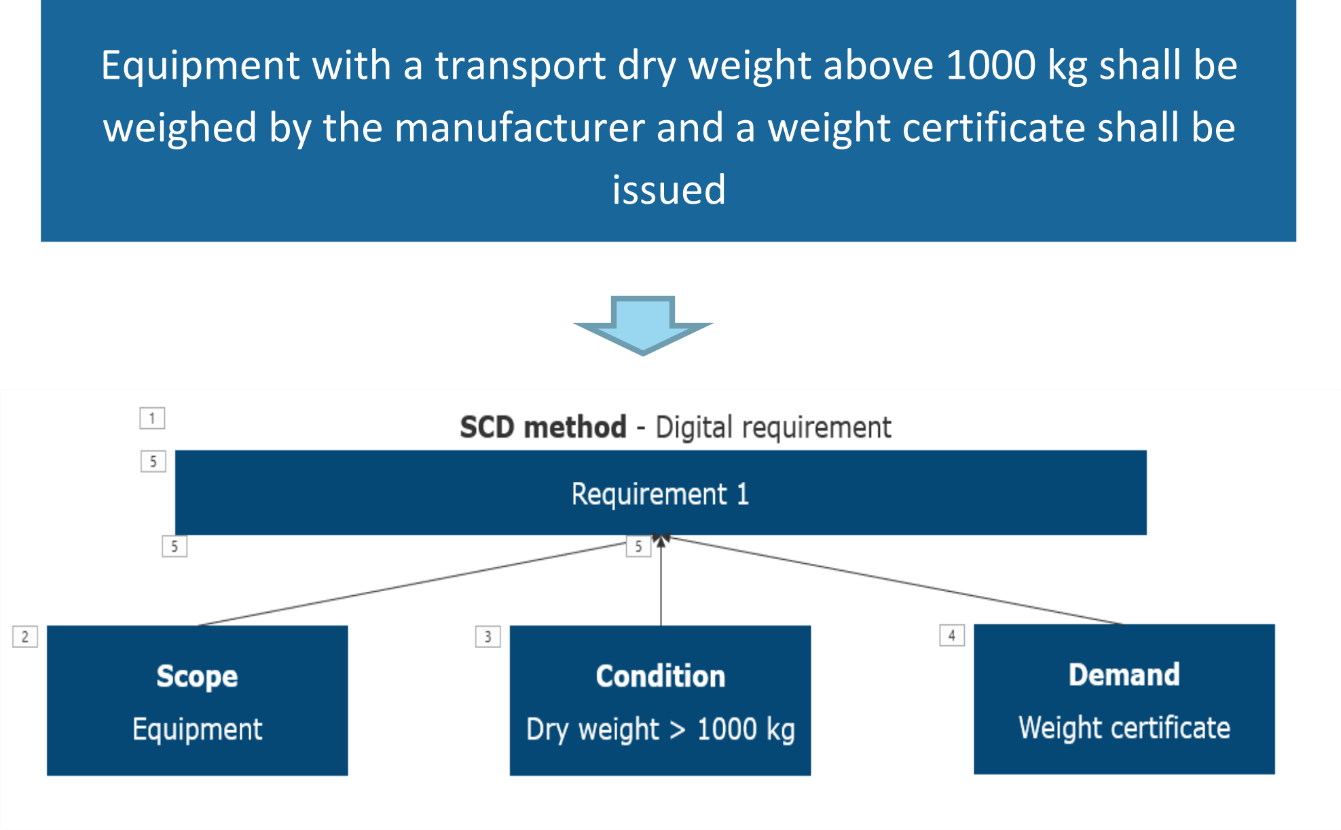 Equipment with a transport dry weight above 1000 kg shall be
weighed by the manufacturer and a weight certificate shall be
issued
1
SCD method - Digital requirement
5
Requirement 1
5
5
2
3
4
Scope
Equipment
Condition
Dry weight > 1000 kg
Demand
Weight certificate